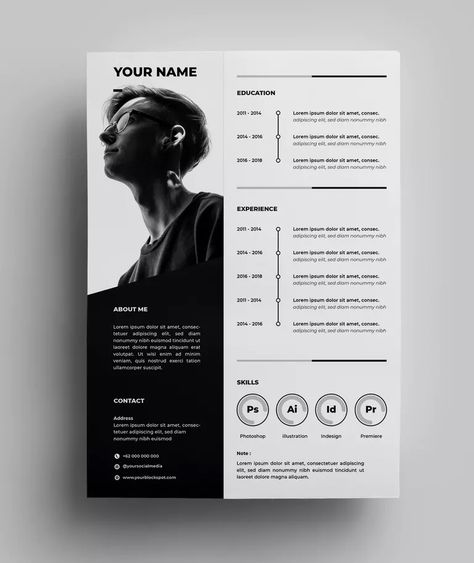 YOUR NAME
ABOUT ME
Lorem ipsum dolor sit amet, consec-
tetuer adipiscing elit, sed diam
nonummy nibh euismod tincidunt ut
laoreet dolore magna aliquam erat
volutpat. Ut wisi enim ad minim
veniam, quis nostrud exerci tation
ullamcorper suscipit.
CONTACT
Address
Lorem ipsum dolor sit amet,
nonummy nibh euismod
+62 000 000 000
@yoursocialmedia
www.yourblockspot.com
EDUCATION
2011 - 2014
Lorem ipsum dolor sit amet, consec.
adipiscing elit, sed diam nonummy nibh
2014 - 2016
Lorem ipsum dolor sit amet, consec.
adipiscing elit, sed diam nonummy nibh
2016 - 2018
Lorem ipsum dolor sit amet, consec.
adipiscing elit, sed diam nonummy nibh
EXPERIENCE
2011 - 2014
Lorem ipsum dolor sit amet, consec.
adipiscing elit, sed diam nonummy nibh
2014 - 2016
Lorem ipsum dolor sit amet, consec.
adipiscing elit, sed diam nonummy nibh
2016 - 2018
Lorem ipsum dolor sit amet, consec.
adipiscing elit, sed diam nonummy nibh
2011 - 2014
Lorem ipsum dolor sit amet, consec.
adipiscing elit, sed diam nonummy nibh
2014 - 2016
Lorem ipsum dolor sit amet, consec.
adipiscing elit, sed diam nonummy nibh
SKILLS
Ps Ai Id Pr
Photoshop illustration Indesign Premiere
Note :
Lorem ipsum dolor sit amet, consectetuer adipiscing
elit, sed diam nonummy nibh euismod tincidunt ut
laoreet dolore magna aliquam erat volutpat.